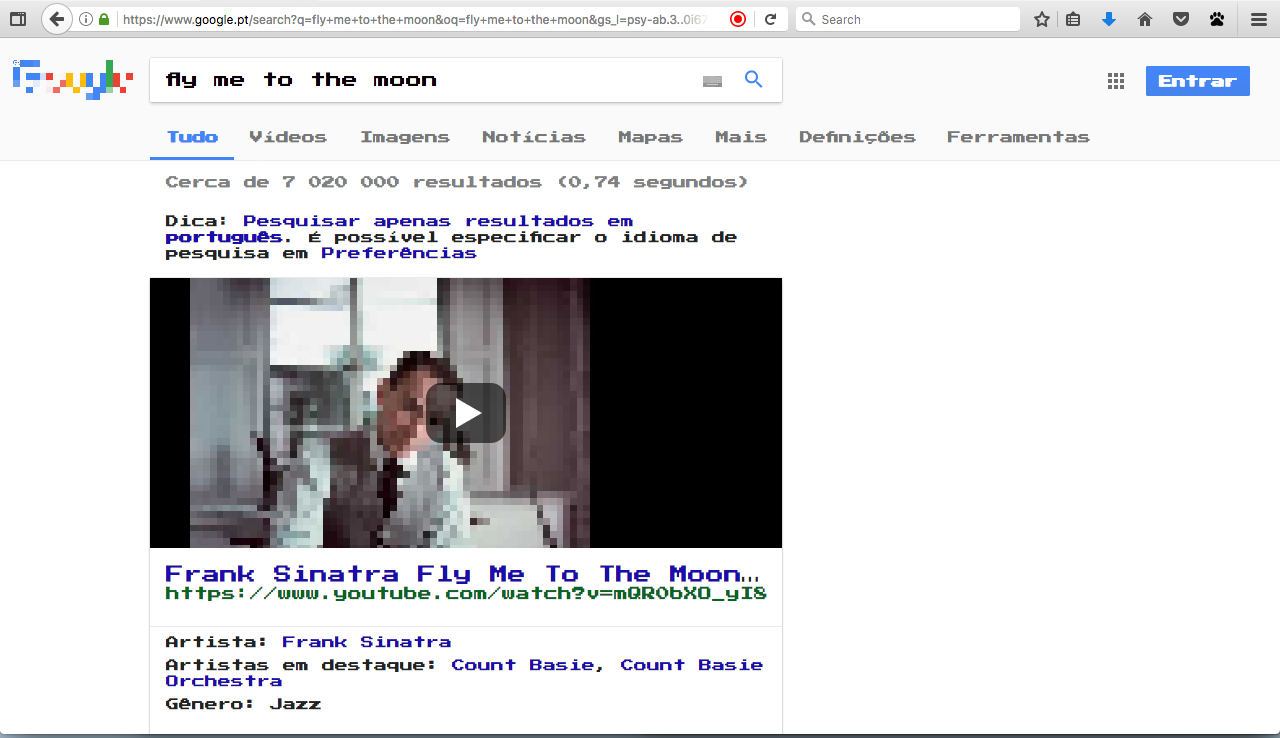 https://www.google.pt/search?q=fly+me+to+the+moon&oq=fly+me+to+the+moon&gs_l=psy-ab.3..0i67
Search
fly me to the moon
Entrar
Tudo Vídeos Imagens Notícias Mapas Mais Definições Ferramentas
Cerca de 7 020 000 resultados (0,74 segundos)
Dica: Pesquisar apenas resultados em
português. É possível especificar o idioma de
pesquisa em Preferências
Frank Sinatra Fly Me To The Moon...
https://www.youtube.com/watch?v=mQR0bXO_yI8
Artista: Frank Sinatra
Artistas em destaque: Count Basie, Count Basie
Orchestra
Gênero: Jazz